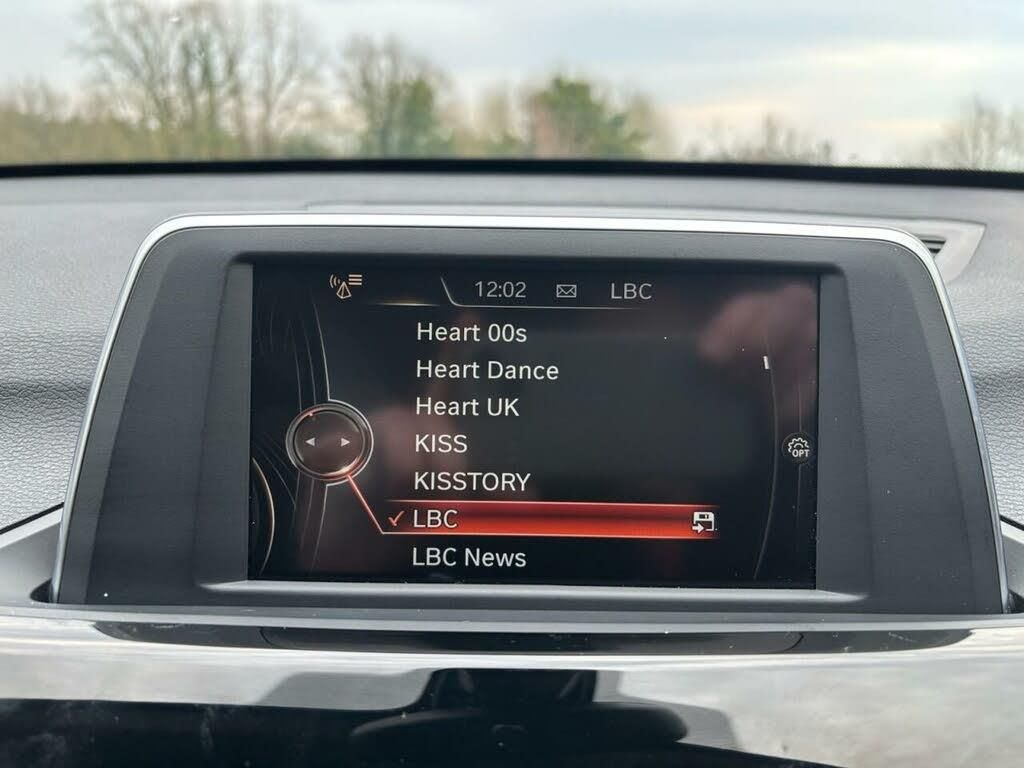 12:02 LBC
Heart 00s
Heart Dance
Heart UK
KISS
KISSTORY
OPT
LBC
LBC News